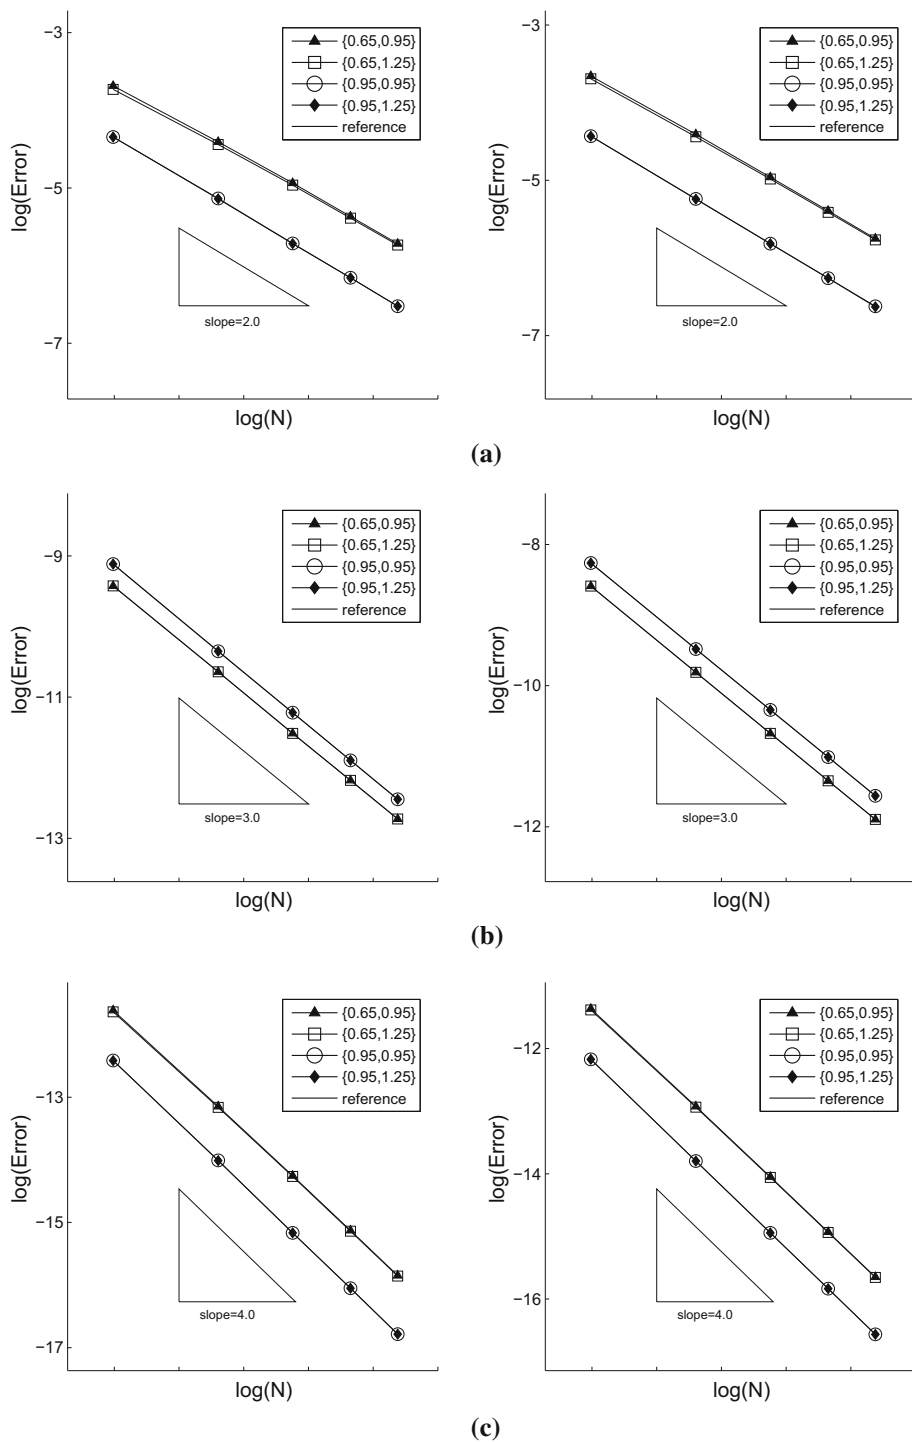 −3
−5
−7
log(Error)
{0.65,0.95}
{0.65,1.25}
{0.95,0.95}
{0.95,1.25}
reference
slope=2.0
log(N)
−3
−5
−7
log(Error)
{0.65,0.95}
{0.65,1.25}
{0.95,0.95}
{0.95,1.25}
reference
slope=2.0
log(N)
(a)
−9
−11
−13
log(Error)
{0.65,0.95}
{0.65,1.25}
{0.95,0.95}
{0.95,1.25}
reference
slope=3.0
log(N)
−8
−10
−12
log(Error)
{0.65,0.95}
{0.65,1.25}
{0.95,0.95}
{0.95,1.25}
reference
slope=3.0
log(N)
(b)
−13
−15
−17
log(Error)
{0.65,0.95}
{0.65,1.25}
{0.95,0.95}
{0.95,1.25}
reference
slope=4.0
log(N)
−12
−14
−16
log(Error)
{0.65,0.95}
{0.65,1.25}
{0.95,0.95}
{0.95,1.25}
reference
slope=4.0
log(N)
(c)